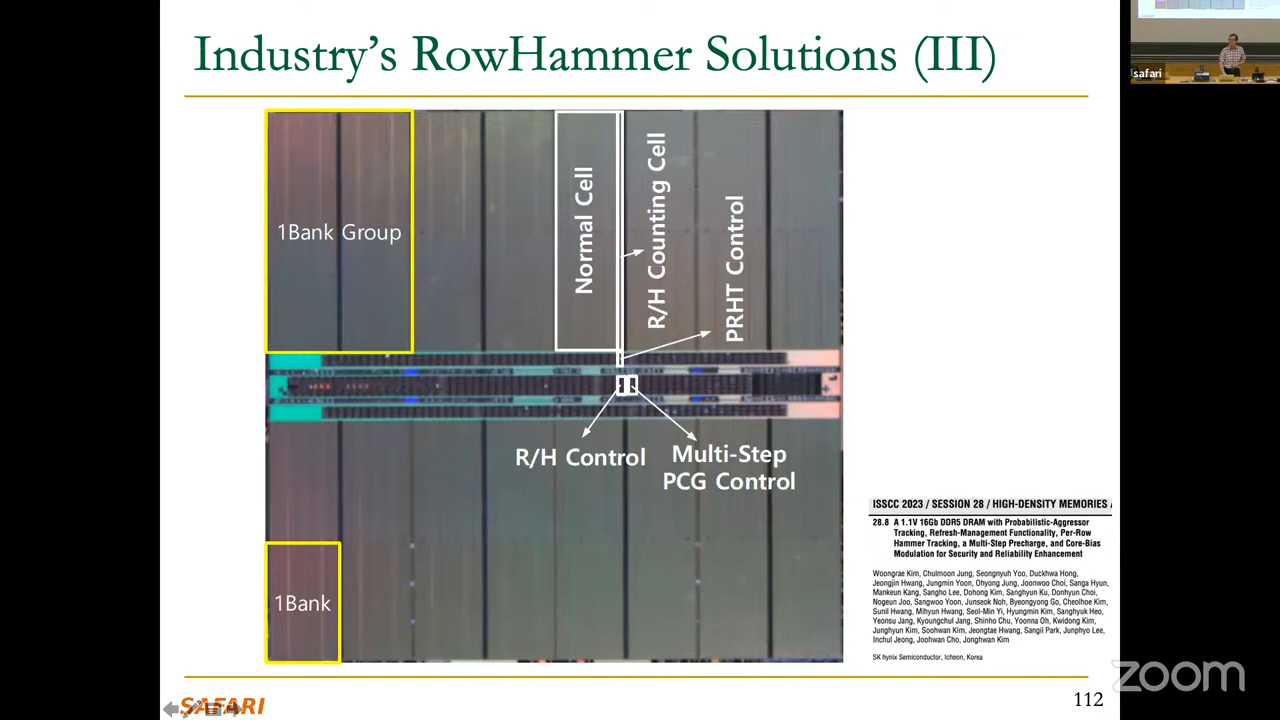 Industry's RowHammer Solutions (III)
safari
1Bank Group
Normal Cell
R/H Counting Cell
PRHT Control
R/H Control
Multi-Step
PCG Control
1Bank
ISSCC 2023 / SESSION 28 / HIGH-DENSITY MEMORIES
28.8 A 1.1V 16Gb DDR5 DRAM with Probabilistic-Aggressor
Tracking, Refresh-Management Functionality, Per-Row
Hammer Tracking, a Multi-Step Precharge, and Core-Bias
Modulation for Security and Reliability Enhancement
Woongrae Kim, Chulmoon Jung, Seongnyuh Yoo, Duckhwa Hong,
Jeongjin Hwang, Jungmin Yoon, Ohyong Jung, Joonwoo Choi, Sanga Hyun,
Mankeun Kang, Sangho Lee, Dohong Kim, Sanghyun Ku, Donhyun Choi,
Nogeun Joo, Sangwoo Yoon, Junseok Noh, Byeongyong Go, Cheolhoe Kim,
Sunil Hwang, Mihyun Hwang, Seol-Min Yi, Hyungmin Kim, Sanghyuk Heo,
Yeonsu Jang, Kyoungchul Jang, Shinho Chu, Yoonna Oh, Kwidong Kim,
Junghyun Kim, Soohwan Kim, Jeongtae Hwang, Sangil Park, Junphyo Lee,
Inchul Jeong, Joohwan Cho, Jonghwan Kim
SK hynix Semiconductor, Icheon, Korea
SAFARI
112
zoom